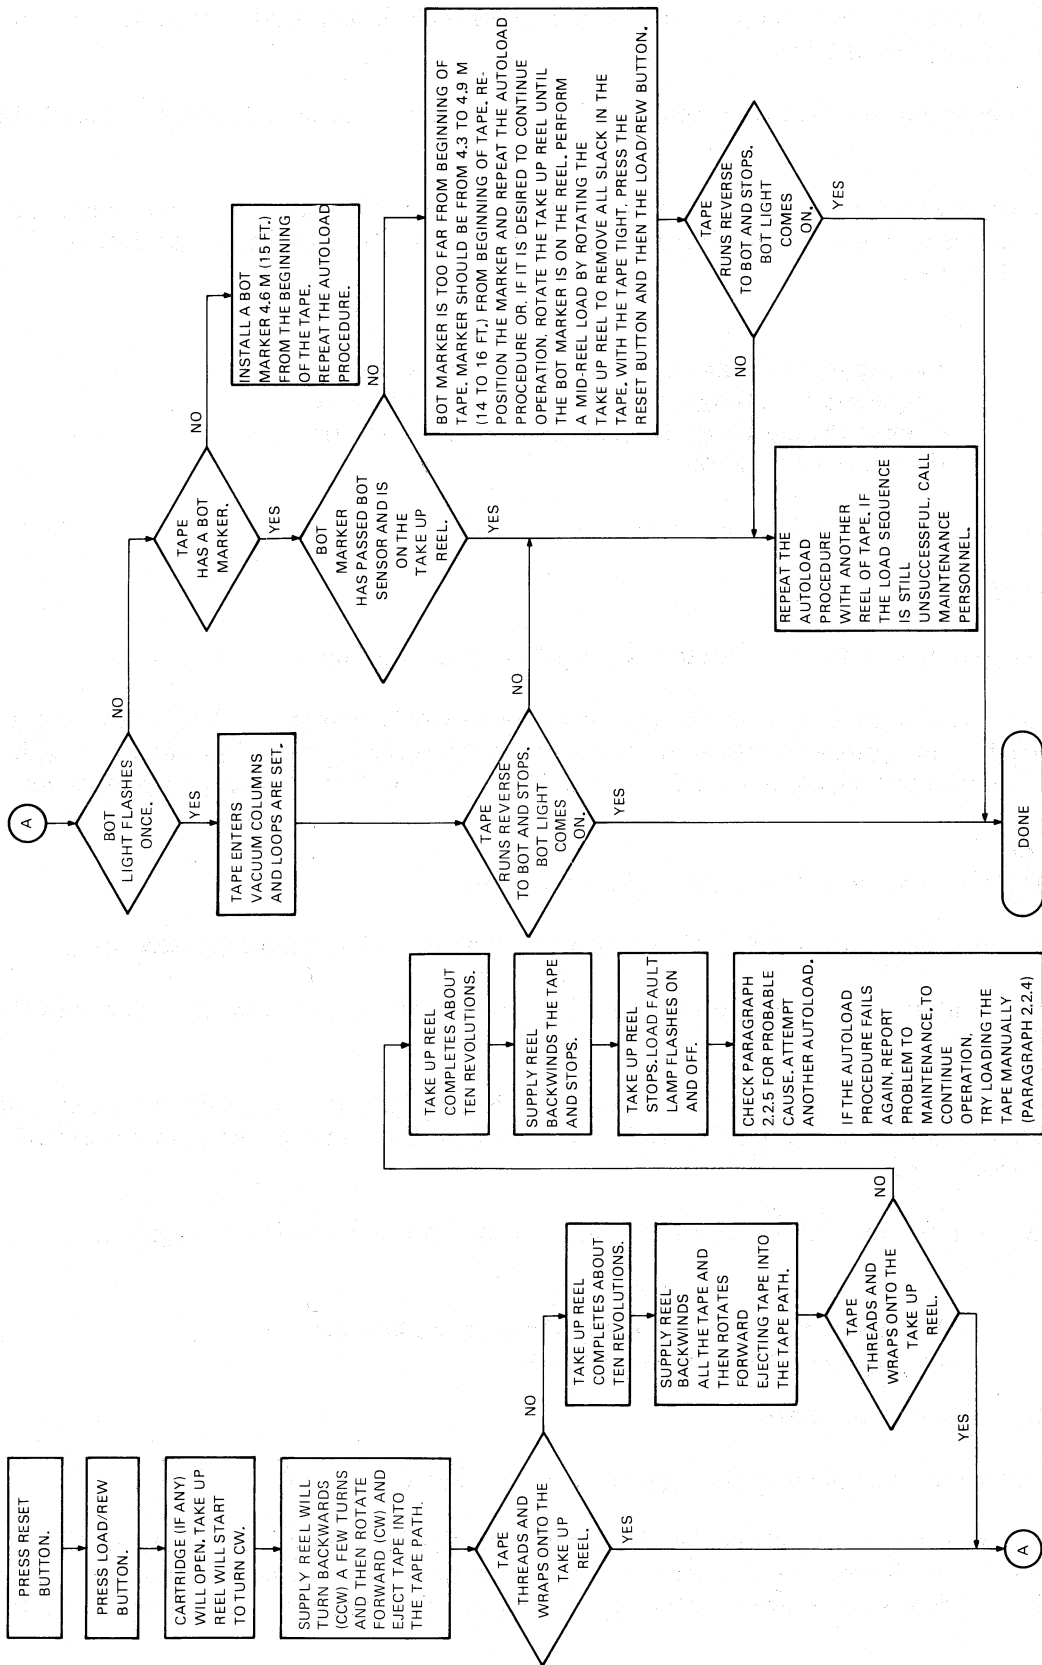 PRESS RESET
BUTTON.
PRESS LOAD/REW
BUTTON.
CARTRIDGE (IF ANY)
WILL OPEN. TAKE UP
REEL WILL START
TO TURN CW.
SUPPLY REEL WILL
TURN BACKWARDS
(CCW) A FEW TURNS
AND THEN ROTATE
FORWARD (CW) AND
EJECT TAPE INTO
THE TAPE PATH.
TAPE
THREADS AND
WRAPS ONTO THE
TAKE UP
REEL.
NO
YES
TAKE UP REEL
COMPLETES ABOUT
TEN REVOLUTIONS.
SUPPLY REEL
BACKWINDS
ALL THE TAPE AND
THEN ROTATES
FORWARD
EJECTING TAPE INTO
THE TAPE PATH.
TAPE
THREADS AND
WRAPS ONTO THE
TAKE UP
REEL.
NO
YES
A
TAKE UP REEL
COMPLETES ABOUT
TEN REVOLUTIONS.
SUPPLY REEL
BACKWINDS THE TAPE
AND STOPS.
TAKE UP REEL
STOPS. LOAD FAULT
LAMP FLASHES ON
AND OFF.
CHECK PARAGRAPH
2.2.5 FOR PROBABLE
CAUSE. ATTEMPT
ANOTHER AUTOLOAD.
IF THE AUTOLOAD
PROCEDURE FAILS
AGAIN, REPORT
PROBLEM TO
MAINTENANCE. TO
CONTINUE
OPERATION,
TRY LOADING THE
TAPE MANUALLY
(PARAGRAPH 2.2.4)
A
BOT
LIGHT FLASHES
ONCE.
NO
YES
TAPE ENTERS
VACUUM COLUMNS
AND LOOPS ARE SET.
TAPE
RUNS REVERSE
TO BOT AND STOPS.
BOT LIGHT
COMES
ON.
NO
YES
DONE
TAPE
HAS A BOT
MARKER.
NO
YES
INSTALL A BOT
MARKER 4.6 M (15 FT.)
FROM THE BEGINNING
OF THE TAPE.
REPEAT THE AUTOLOAD
PROCEDURE.
BOT
MARKER
HAS PASSED BOT
SENSOR AND IS
ON THE
TAKE UP
REEL.
NO
YES
BOT MARKER IS TOO FAR FROM BEGINNING OF
TAPE. MARKER SHOULD BE FROM 4.3 TO 4.9 M
(14 TO 16 FT.) FROM BEGINNING OF TAPE. RE-
POSITION THE MARKER AND REPEAT THE AUTOLOAD
PROCEDURE OR, IF IT IS DESIRED TO CONTINUE
OPERATION, ROTATE THE TAKE UP REEL UNTIL
THE BOT MARKER IS ON THE REEL. PERFORM
A MID-REEL LOAD BY ROTATING THE
TAKE UP REEL TO REMOVE ALL SLACK IN THE
TAPE. WITH THE TAPE TIGHT, PRESS THE
RESET BUTTON AND THEN THE LOAD/REW BUTTON.
TAPE
RUNS REVERSE
TO BOT AND STOPS.
BOT LIGHT
COMES
ON.
NO
YES
REPEAT THE
AUTOLOAD
PROCEDURE
WITH ANOTHER
REEL OF TAPE. IF
THE LOAD SEQUENCE
IS STILL
UNSUCCESSFUL, CALL
MAINTENANCE
PERSONNEL.